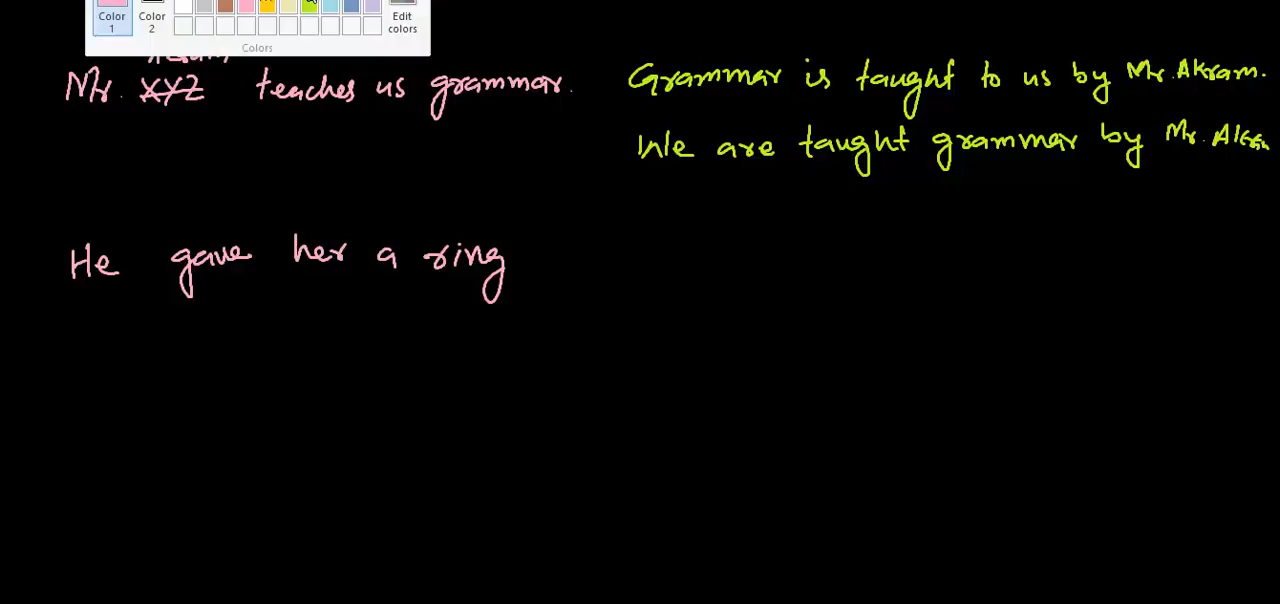 Color 1
Color 2
Edit colors
Colors
Mr. XYZ teaches us grammar.
Grammar is taught to us by Mr. Akram.
We are taught grammar by Mr. Akram
He gave her a ring